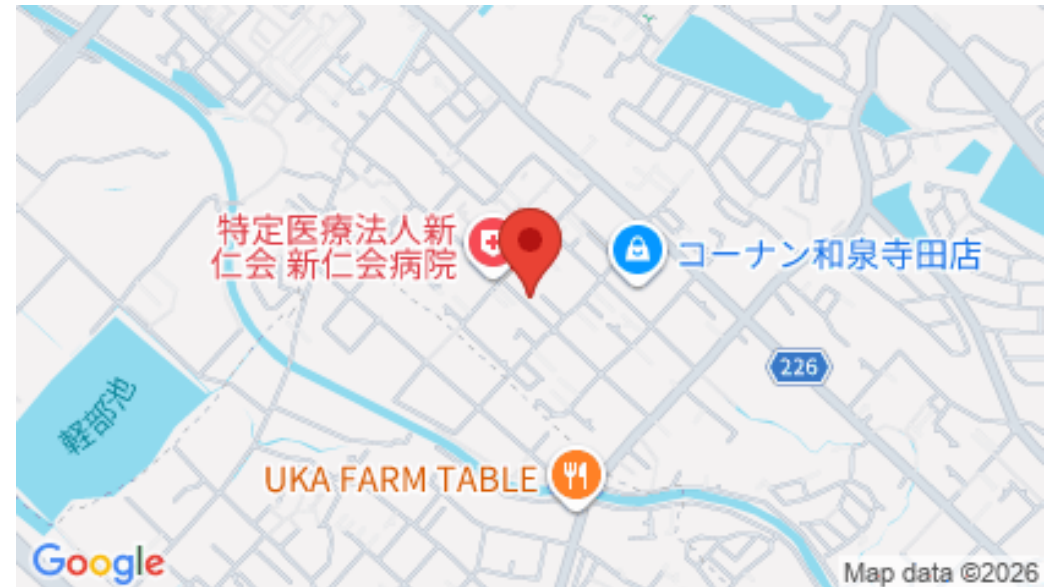 特定医療法人新
仁会 新仁会病院
コーナン和泉寺田店
226
軽部池
UKA FARM TABLE
Google
Map data ©2026